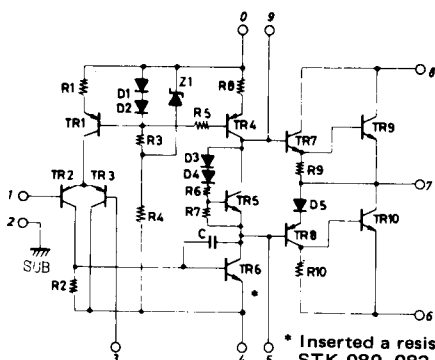 0 9
R1 D1 Z1 R8 8
D2
TR1 R5 TR4
R3 TR7 TR9
D3
D4 R9
TR2 TR3 R6 TR5 7
1 R4 R7 D5
2 C TR8 TR10
SUB
R2 TR6 R10
*
3 4 5 6
* Inserted a resis
STK-080, 082